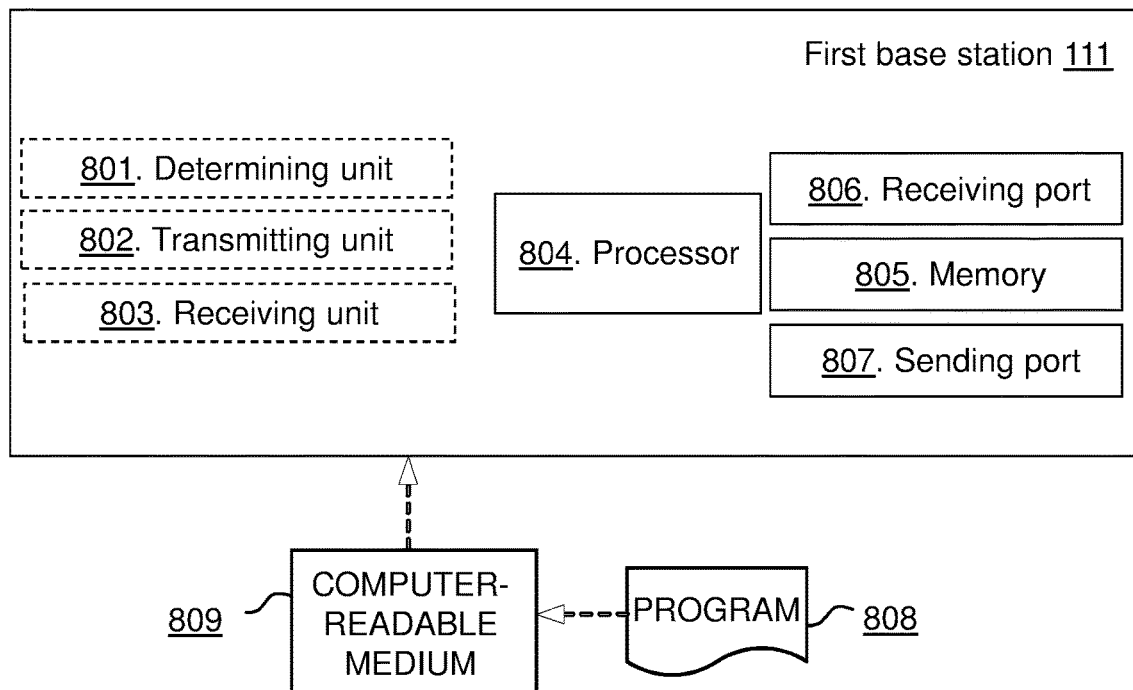 First base station 111
801. Determining unit
802. Transmitting unit
803. Receiving unit
804. Processor
806. Receiving port
805. Memory
807. Sending port
809
COMPUTER-
READABLE
MEDIUM
PROGRAM
808